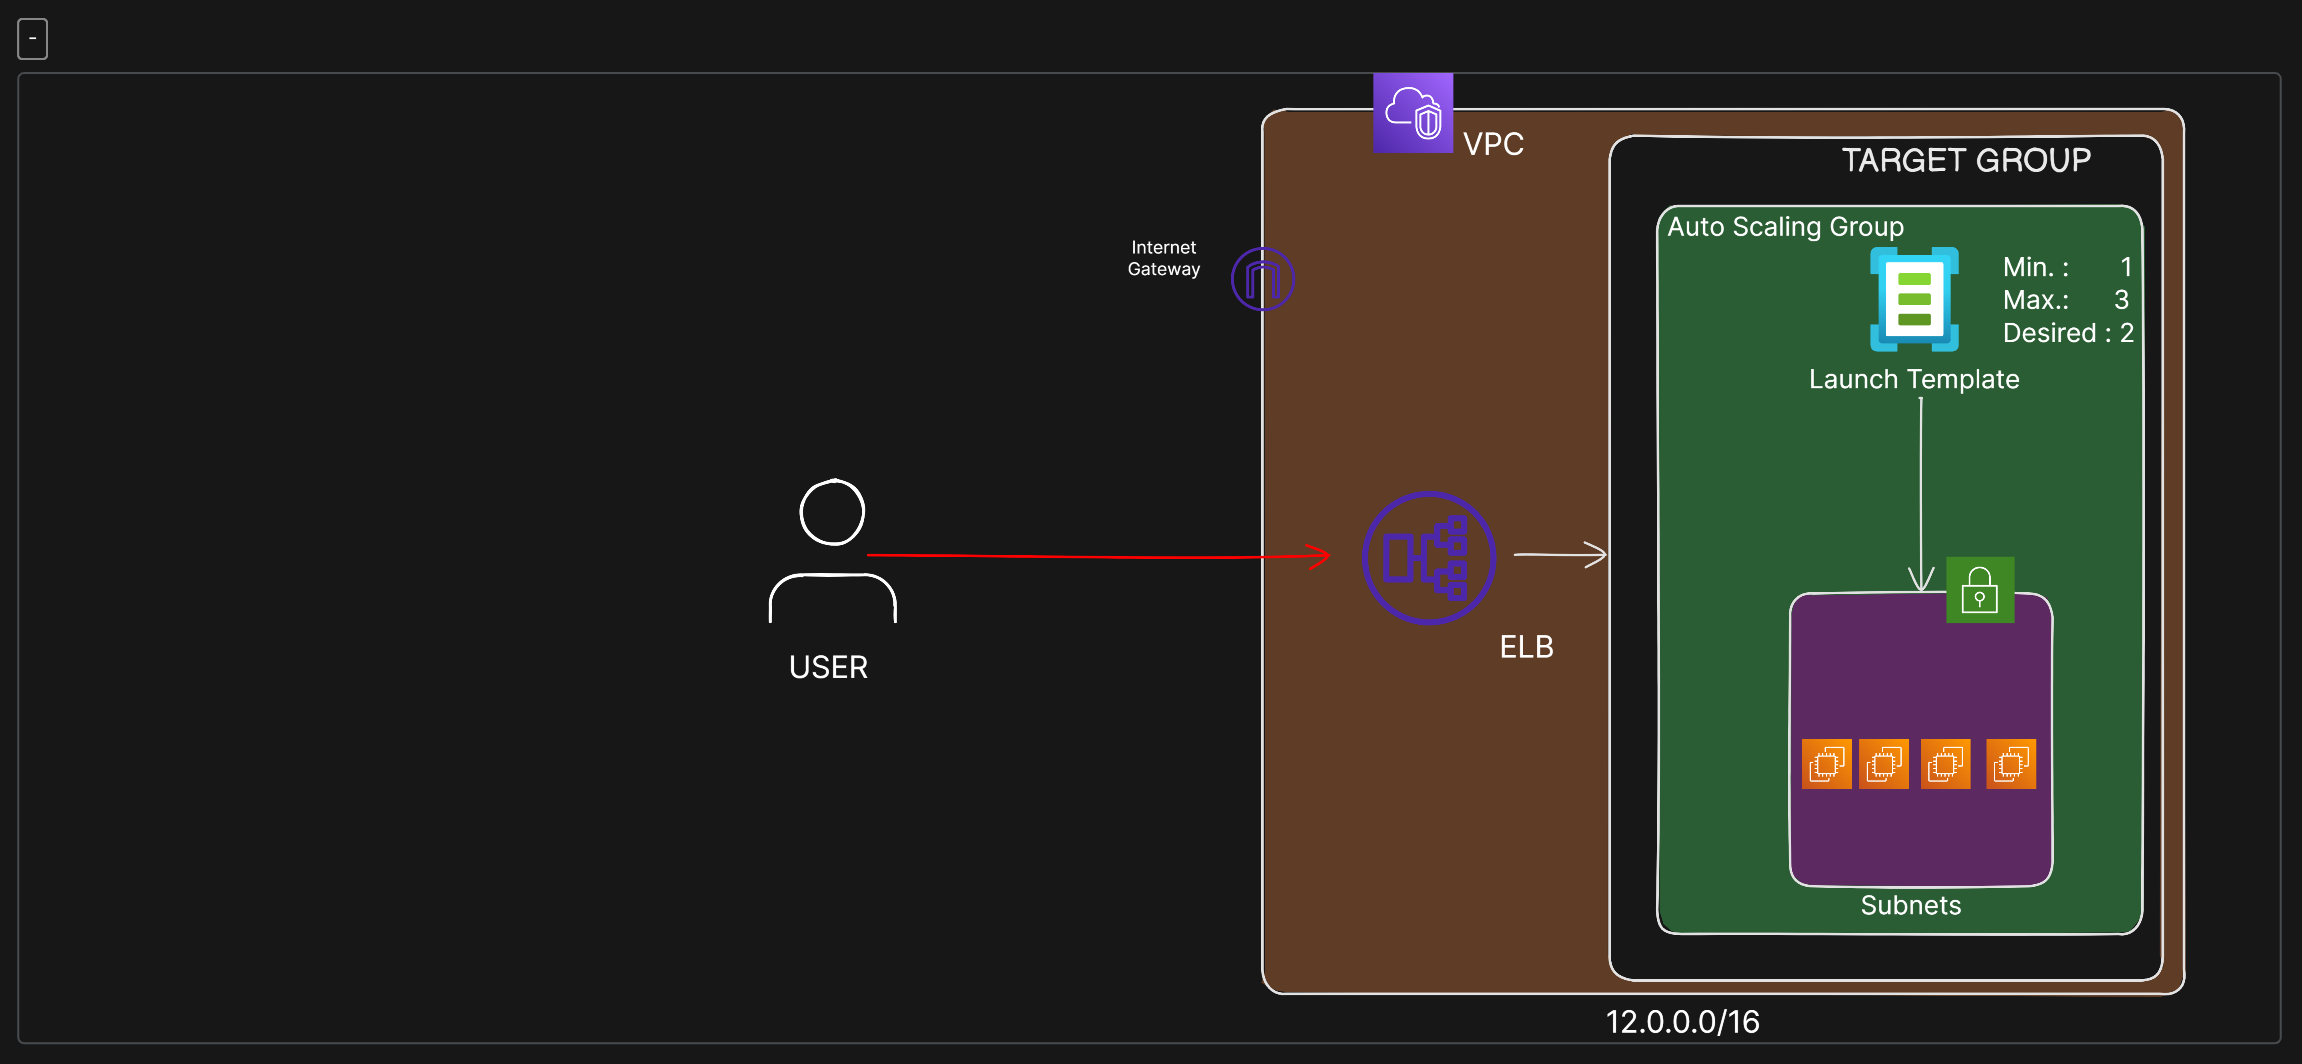 -
VPC
TARGET GROUP
Auto Scaling Group
Internet
Gateway
Min. : 1
Max.: 3
Desired : 2
Launch Template
ELB
USER
Subnets
12.0.0.0/16